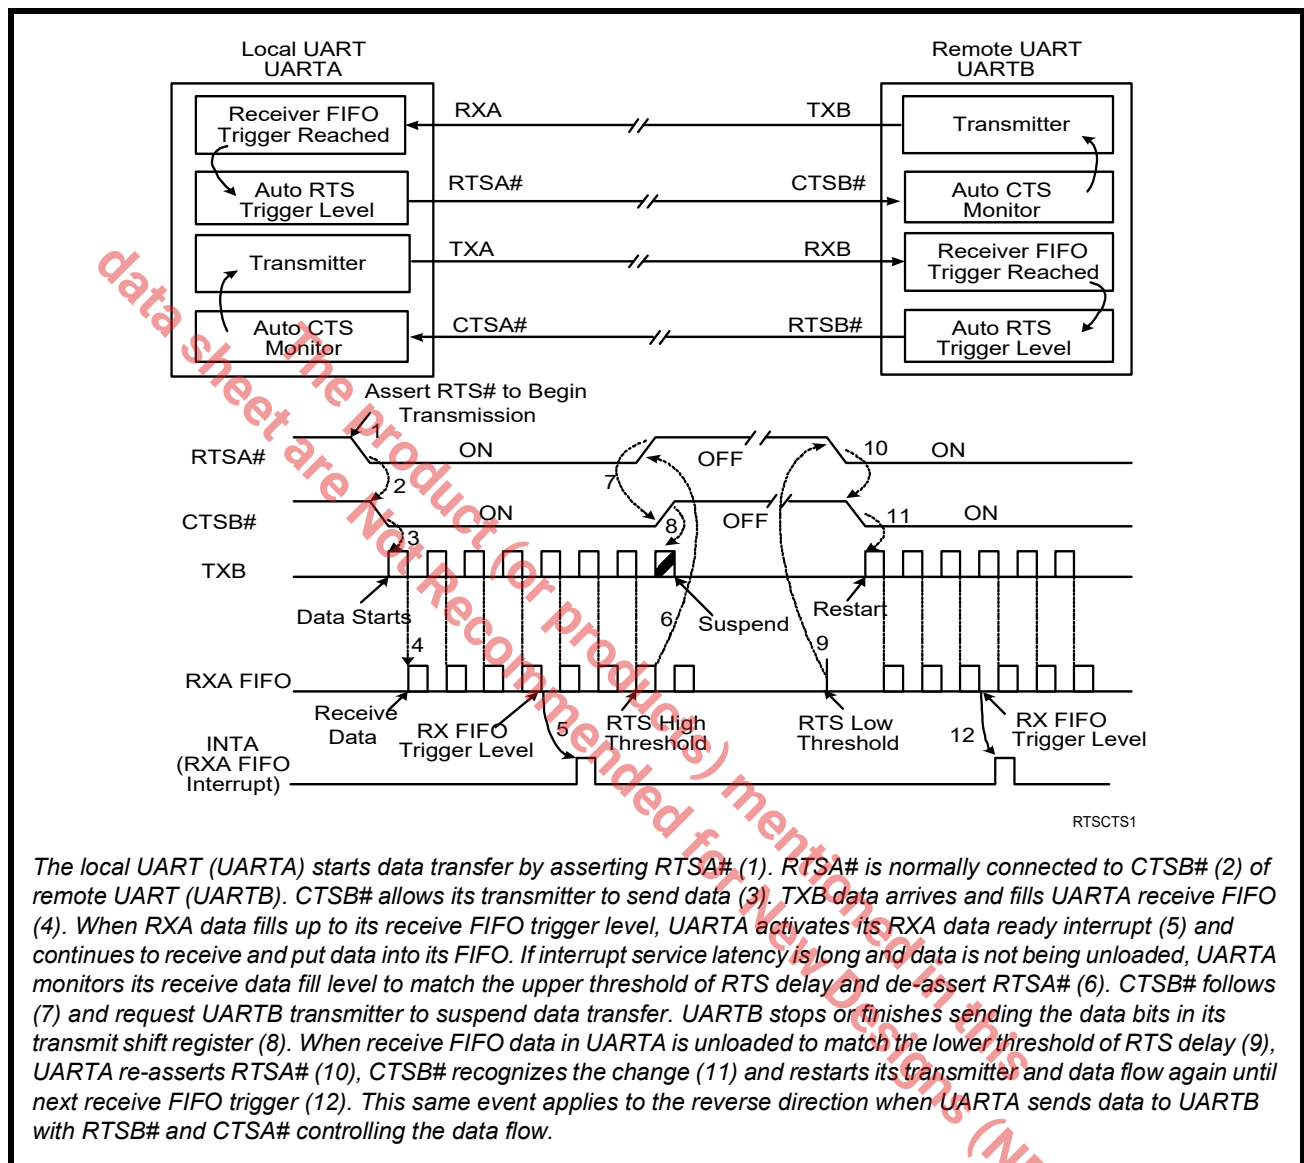 Local UART
UARTA
Remote UART
UARTB
Receiver FIFO
Trigger Reached
RXA
TXB
Transmitter
Auto RTS
Trigger Level
RTSA#
CTSB#
Auto CTS
Monitor
Transmitter
TXA
RXB
Receiver FIFO
Trigger Reached
Auto CTS
Monitor
CTSA#
RTSB#
Auto RTS
Trigger Level
Assert RTS# to Begin
Transmission
1
RTSA#
ON
OFF
10
ON
2
7
CTSB#
ON
8
OFF
11
ON
3
TXB
Data Starts
6
Suspend
Restart
4
9
RXA FIFO
Receive
Data
RX FIFO
Trigger Level
5
RTS High
Threshold
RTS Low
Threshold
12
RX FIFO
Trigger Level
INTA
(RXA FIFO
Interrupt)
RTSCTS1
The local UART (UARTA) starts data transfer by asserting RTSA# (1). RTSA# is normally connected to CTSB# (2) of
remote UART (UARTB). CTSB# allows its transmitter to send data (3). TXB data arrives and fills UARTA receive FIFO
(4). When RXA data fills up to its receive FIFO trigger level, UARTA activates its RXA data ready interrupt (5) and
continues to receive and put data into its FIFO. If interrupt service latency is long and data is not being unloaded, UARTA
monitors its receive data fill level to match the upper threshold of RTS delay and de-assert RTSA# (6). CTSB# follows
(7) and request UARTB transmitter to suspend data transfer. UARTB stops or finishes sending the data bits in its
transmit shift register (8). When receive FIFO data in UARTA is unloaded to match the lower threshold of RTS delay (9),
UARTA re-asserts RTSA# (10), CTSB# recognizes the change (11) and restarts its transmitter and data flow again until
next receive FIFO trigger (12). This same event applies to the reverse direction when UARTA sends data to UARTB
with RTSB# and CTSA# controlling the data flow.
The product (or products) mentioned in this
data sheet are Not Recommended for New Designs